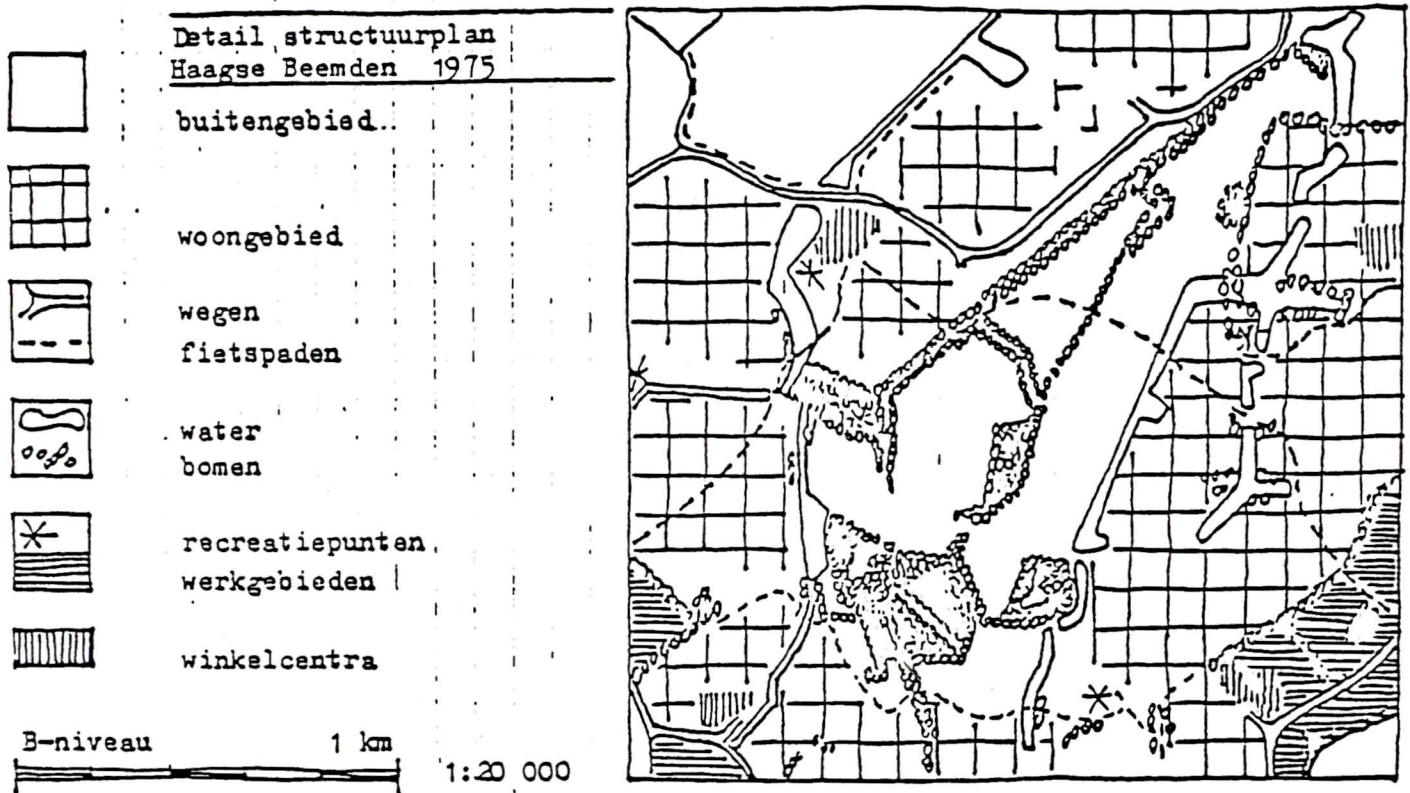 Detail structuurplan
Haagse Beemden 1975
buitengebied..
woongebied
wegen
fietspaden
water
bomen
recreatiepunten
werkgebieden
winkelcentra
B-niveau 1 km
1:20 000